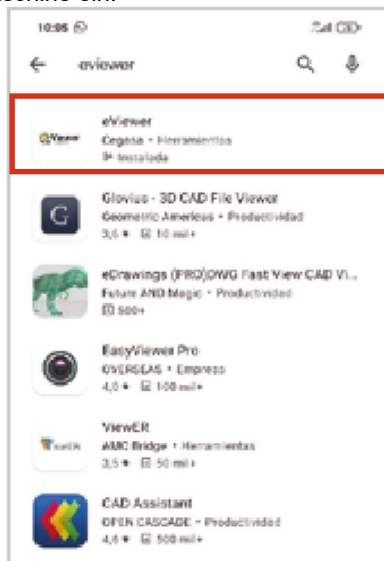 10:05
eviewer
eViewer
Cegasa • Herramientas
Instalada
G
Glovius - 3D CAD File Viewer
Geometric Americas • Productividad
3,6 ★ 10 mil+
eDrawings (PRO)DWG Fast View CAD Vi...
Future AND Magic • Productividad
500+
EasyViewer Pro
OVERSEAS • Empresa
4,0 ★ 100 mil+
ViewER
AMC Bridge • Herramientas
3,5 ★ 50 mil+
CAD Assistant
OPEN CASCADE • Productividad
4,6 ★ 500 mil+